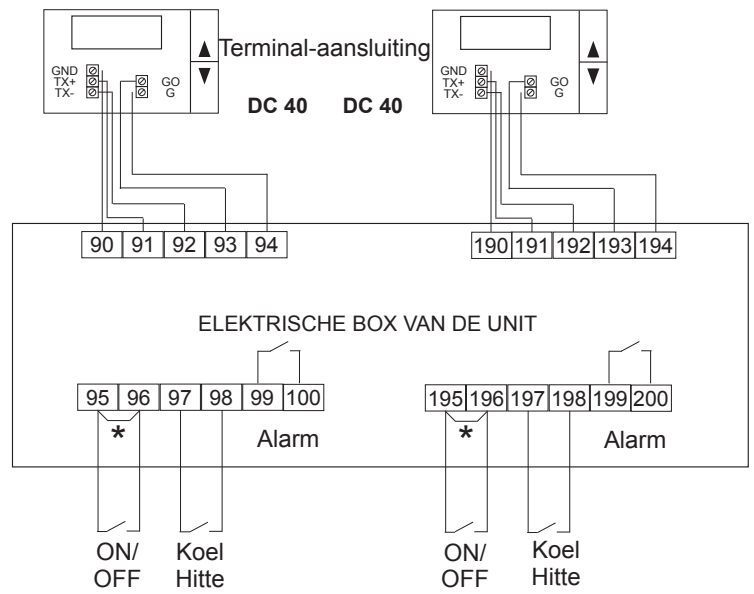 Terminal-aansluiting
GND
TX+
TX-
GO
G
GND
TX+
TX-
GO
G
DC 40 DC 40
90 91 92 93 94
190 191 192 193 194
ELEKTRISCHE BOX VAN DE UNIT
95 96 97 98 99 100
195 196 197 198 199 200
* Alarm
* Alarm
ON/
OFF
Koel
Hitte
ON/
OFF
Koel
Hitte